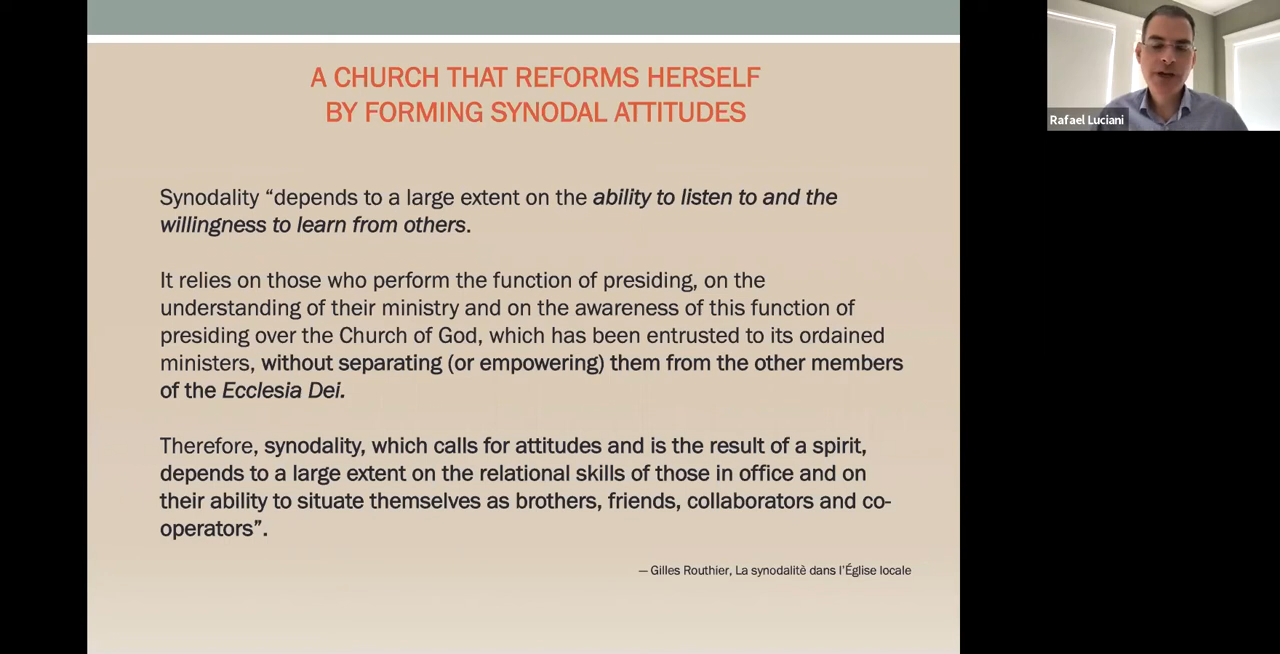 A CHURCH THAT REFORMS HERSELF
BY FORMING SYNODAL ATTITUDES
Synodality “depends to a large extent on the ability to listen to and the
willingness to learn from others.
It relies on those who perform the function of presiding, on the
understanding of their ministry and on the awareness of this function of
presiding over the Church of God, which has been entrusted to its ordained
ministers, without separating (or empowering) them from the other members
of the Ecclesia Dei.
Therefore, synodality, which calls for attitudes and is the result of a spirit,
depends to a large extent on the relational skills of those in office and on
their ability to situate themselves as brothers, friends, collaborators and co-
operators”.
— Gilles Routhier, La synodalitè dans l’Église locale
Rafael Luciani